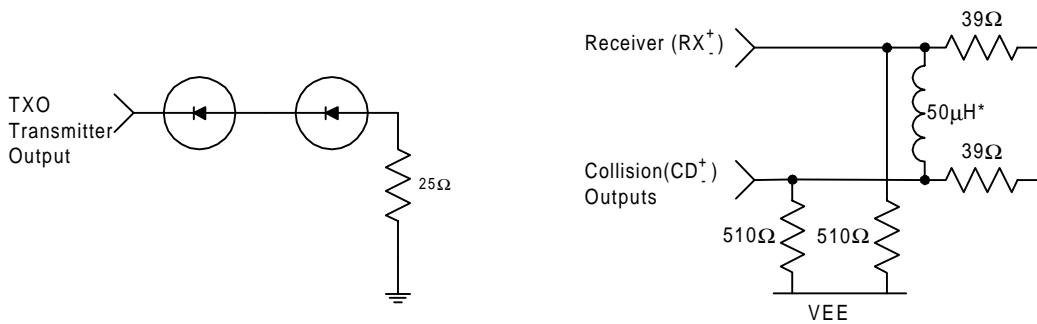 TXO
Transmitter
Output
25Ω
Receiver (RX±)
39Ω
50μH*
Collision(CD±)
Outputs
39Ω
510Ω
510Ω
VEE